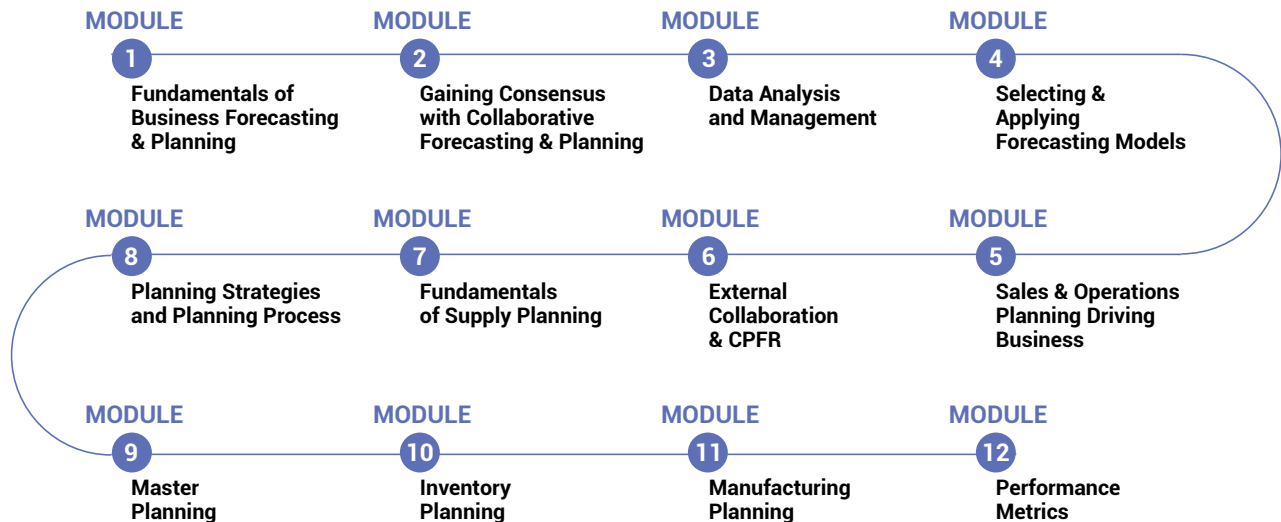 MODULE
1
Fundamentals of
Business Forecasting
& Planning
MODULE
2
Gaining Consensus
with Collaborative
Forecasting & Planning
MODULE
3
Data Analysis
and Management
MODULE
4
Selecting &
Applying
Forecasting Models
MODULE
5
Sales & Operations
Planning Driving
Business
MODULE
6
External
Collaboration
& CPFR
MODULE
7
Fundamentals
of Supply Planning
MODULE
8
Planning Strategies
and Planning Process
MODULE
9
Master
Planning
MODULE
10
Inventory
Planning
MODULE
11
Manufacturing
Planning
MODULE
12
Performance
Metrics